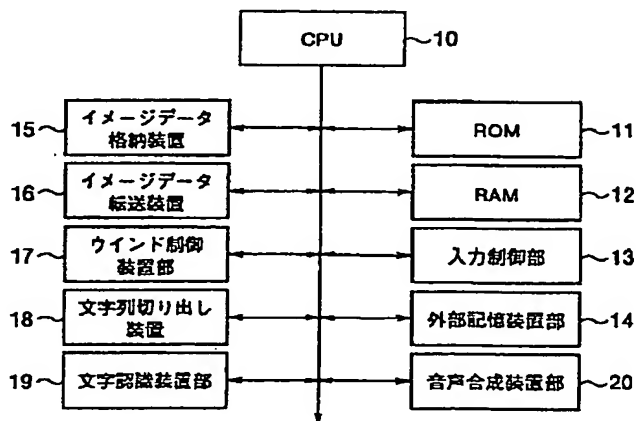 CPU
10
15
イメージデータ
格納装置
ROM
11
16
イメージデータ
転送装置
RAM
12
17
ウインド制御
装置部
入力制御部
13
18
文字列切り出し
装置
外部記憶装置部
14
19
文字認識装置部
音声合成装置部
20